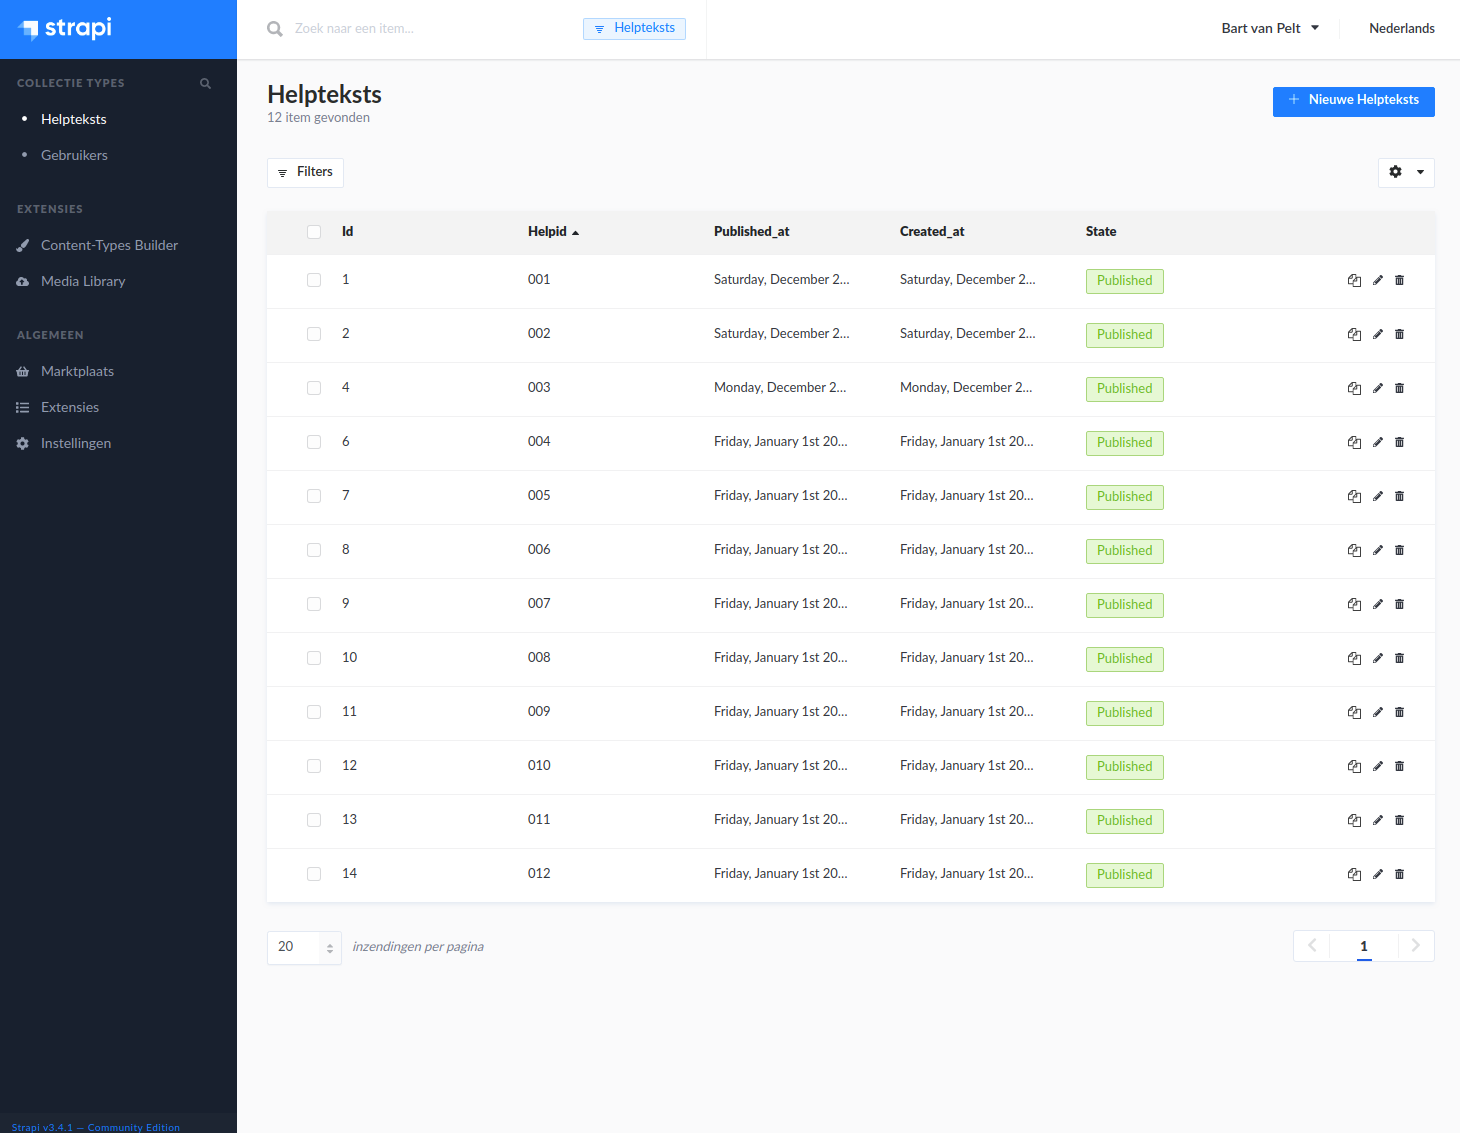 strapi
Zoek naar een item...
Helpteksts
Bart van Pelt
Nederlands
COLLECTIE TYPES
Helpteksts
Gebruikers
EXTENSIES
Content-Types Builder
Media Library
ALGEMEEN
Marktplaats
Extensies
Instellingen
Strapi v3.4.1 — Community Edition
Helpteksts
12 item gevonden
Nieuwe Helpteksts
Filters
Id Helpid Published_at Created_at State
1 001 Saturday, December 2... Saturday, December 2... Published
2 002 Saturday, December 2... Saturday, December 2... Published
4 003 Monday, December 2... Monday, December 2... Published
6 004 Friday, January 1st 20... Friday, January 1st 20... Published
7 005 Friday, January 1st 20... Friday, January 1st 20... Published
8 006 Friday, January 1st 20... Friday, January 1st 20... Published
9 007 Friday, January 1st 20... Friday, January 1st 20... Published
10 008 Friday, January 1st 20... Friday, January 1st 20... Published
11 009 Friday, January 1st 20... Friday, January 1st 20... Published
12 010 Friday, January 1st 20... Friday, January 1st 20... Published
13 011 Friday, January 1st 20... Friday, January 1st 20... Published
14 012 Friday, January 1st 20... Friday, January 1st 20... Published
20 inzendingen per pagina
1